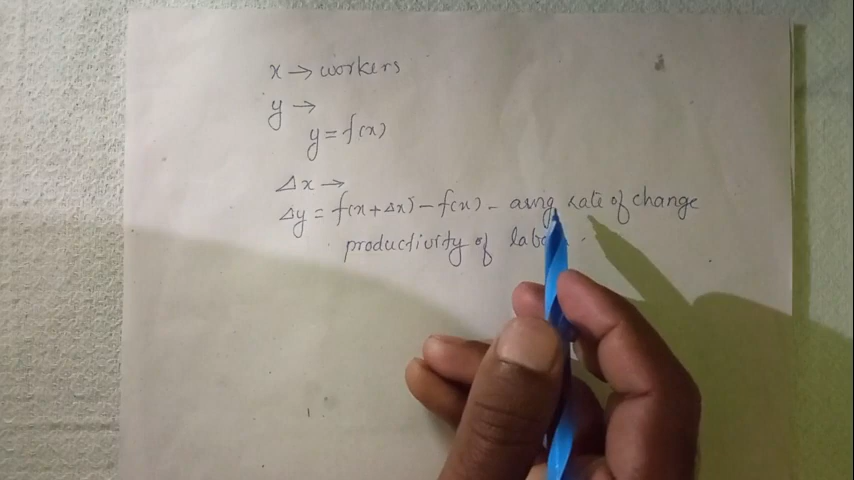 x → workers
y →
y = f(x)
Δx →
Δy = f(x + Δx) - f(x) - avrg rate of change
productivity of